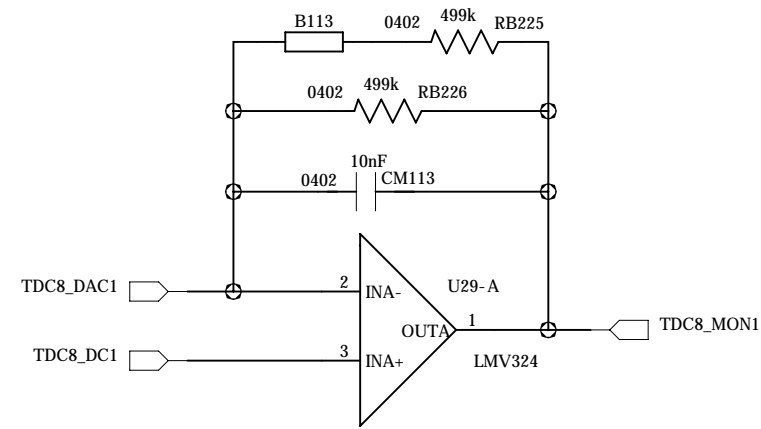 B113 0402 499k RB225
0402 499k RB226
10nF
0402 CM113
TDC8_DAC1 2 INA- U29-A
OUTA 1 TDC8_MON1
TDC8_DC1 3 INA+ LMV324